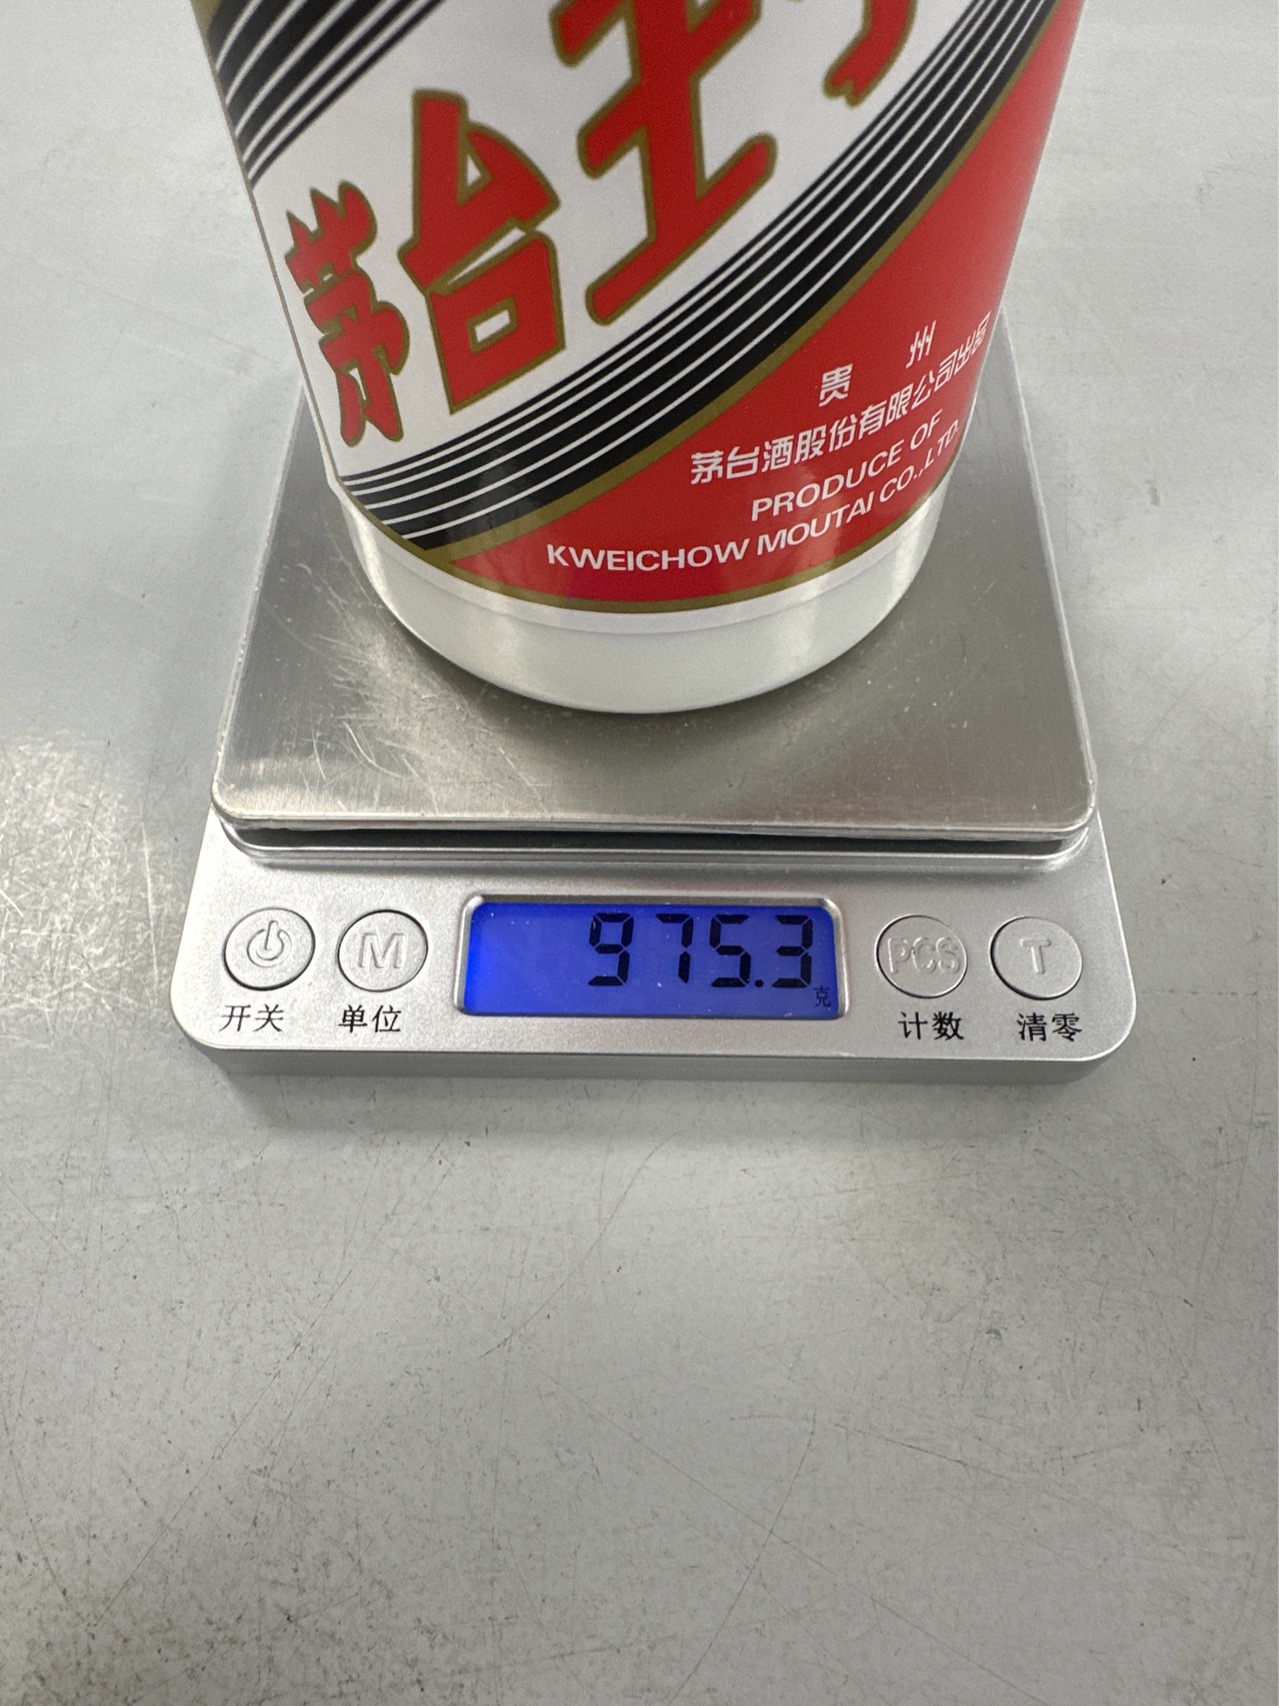 茅台王
贵州
茅台酒股份有限公司出品
PRODUCE OF
KWEICHOW MOUTAI CO.,LTD.
975.3
克
M
PCS
T
开关
单位
计数
清零